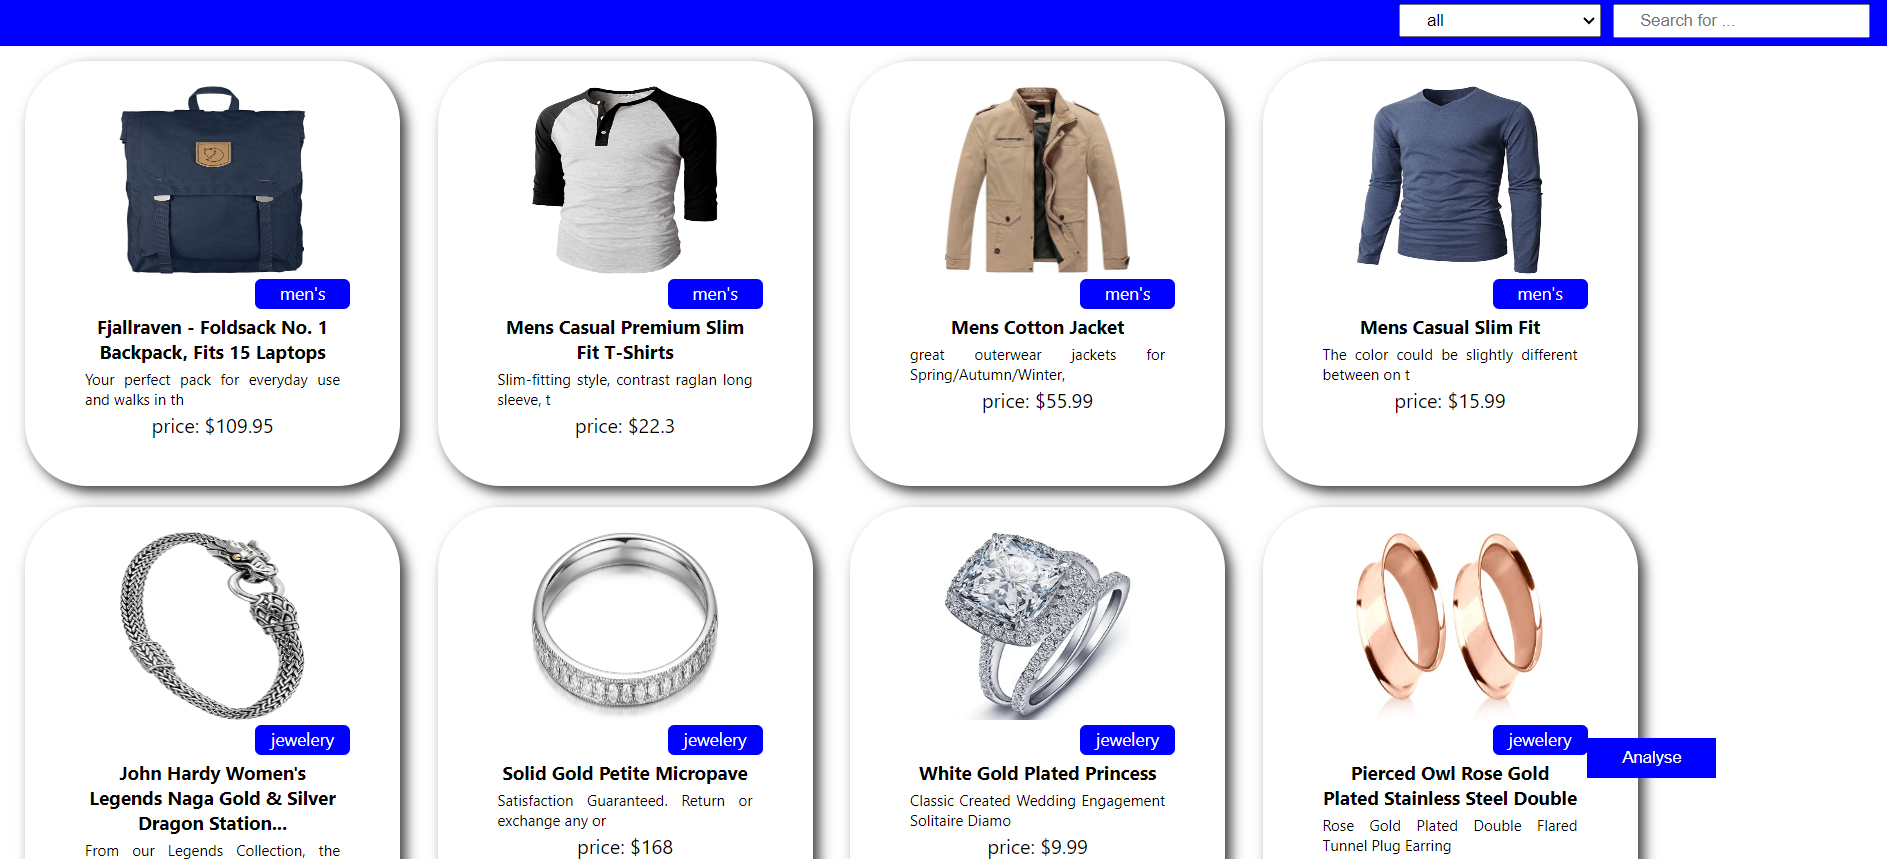 all
Search for ...
men's
Fjallraven - Foldsack No. 1
Backpack, Fits 15 Laptops
Your perfect pack for everyday use
and walks in th
price: $109.95
men's
Mens Casual Premium Slim
Fit T-Shirts
Slim-fitting style, contrast raglan long
sleeve, t
price: $22.3
men's
Mens Cotton Jacket
great outerwear jackets for
Spring/Autumn/Winter,
price: $55.99
men's
Mens Casual Slim Fit
The color could be slightly different
between on t
price: $15.99
jewelery
John Hardy Women's
Legends Naga Gold & Silver
Dragon Station...
From our Legends Collection, the
jewelery
Solid Gold Petite Micropave
Satisfaction Guaranteed. Return or
exchange any or
price: $168
jewelery
White Gold Plated Princess
Classic Created Wedding Engagement
Solitaire Diamo
price: $9.99
jewelery
Pierced Owl Rose Gold
Plated Stainless Steel Double
Rose Gold Plated Double Flared
Tunnel Plug Earring
Analyse